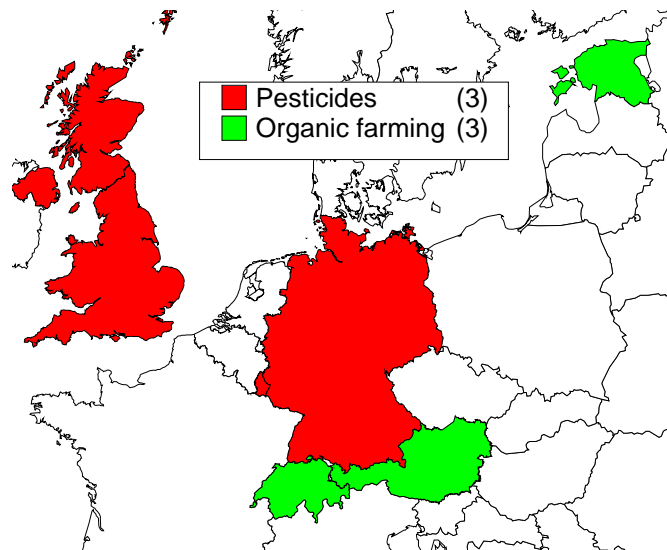 Pesticides (3)
Organic farming (3)